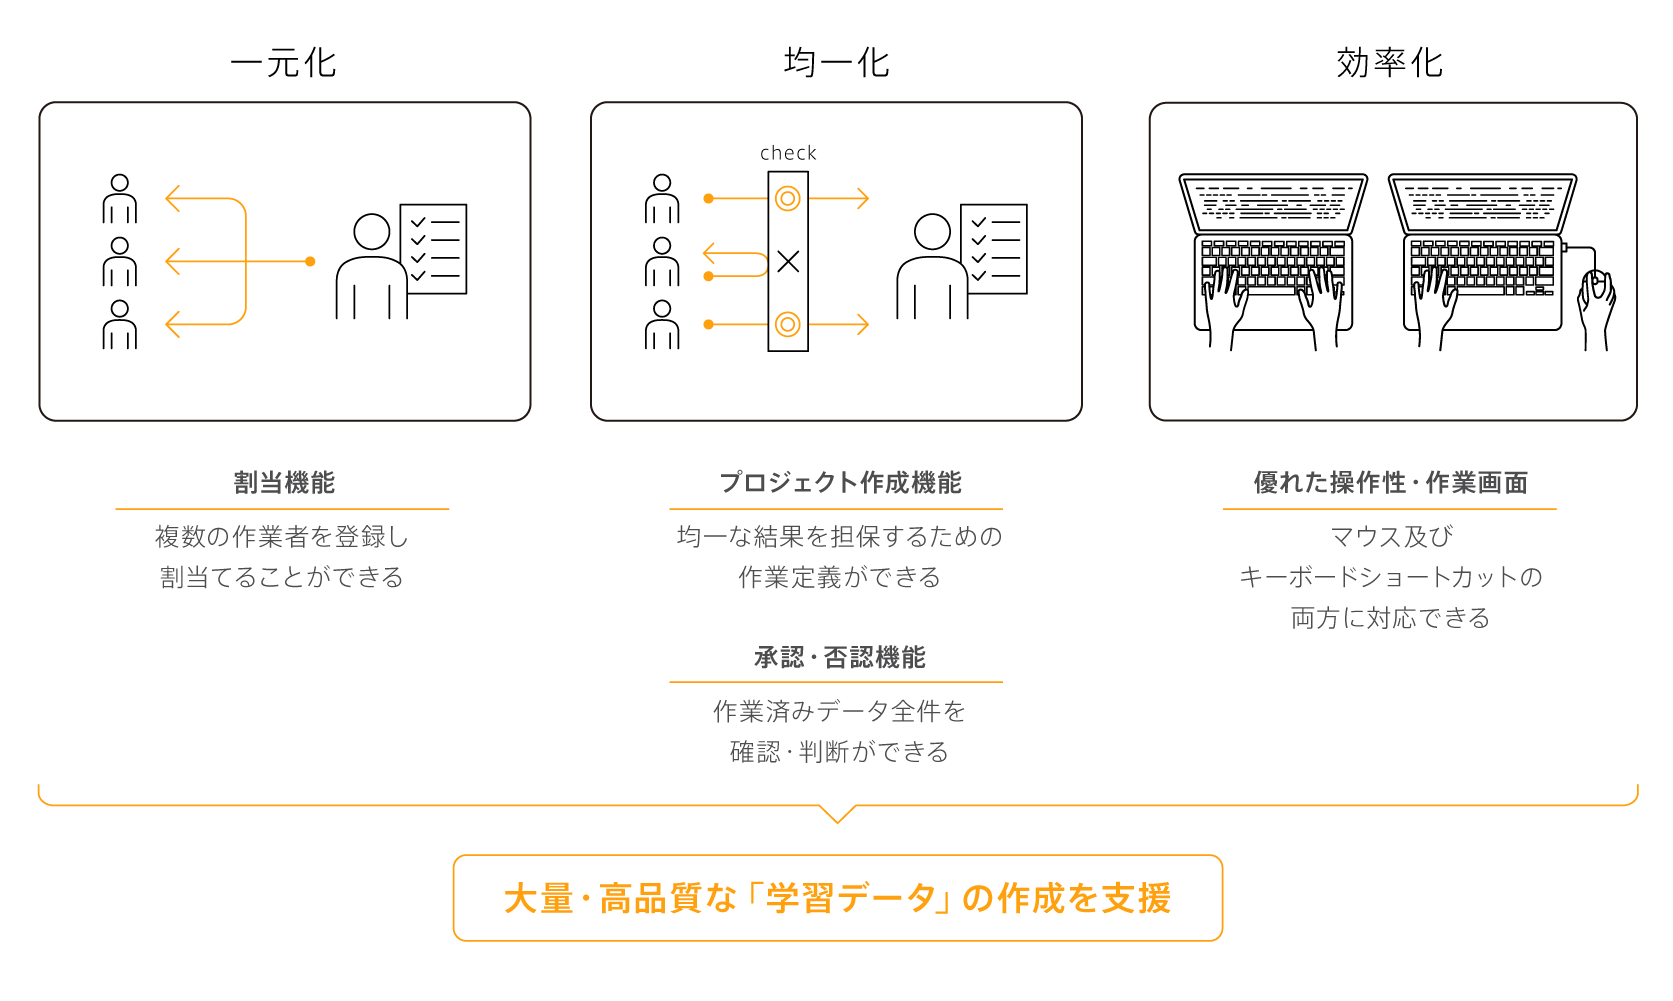 一元化
均一化
効率化
check
割当機能
複数の作業者を登録し
割当てることができる
プロジェクト作成機能
均一な結果を担保するための
作業定義ができる
承認・否認機能
作業済みデータ全件を
確認・判断ができる
優れた操作性・作業画面
マウス及び
キーボードショートカットの
両方に対応できる
大量・高品質な「学習データ」の作成を支援